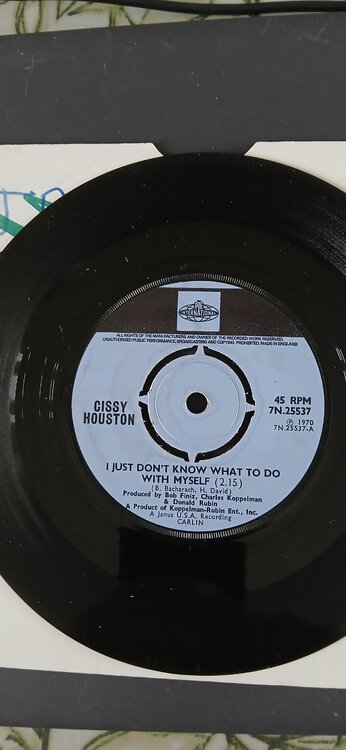 INTERNATIONAL
ALL RIGHTS OF THE MANUFACTURERS AND OWNER OF THE RECORDED WORK RESERVED.
UNAUTHORISED PUBLIC PERFORMANCE, BROADCASTING AND COPYING PROHIBITED. MADE IN ENGLAND
CISSY
HOUSTON
45 RPM
7N.25537
℗ 1970
7N.25537-A
I JUST DON'T KNOW WHAT TO DO
WITH MYSELF (2.15)
(B. Bacharach, H. David)
Produced by Bob Finiz, Charles Koppelman
& Donald Rubin
A Product of Koppelman-Rubin Ent., Inc.
A Janus U.S.A. Recording
CARLIN